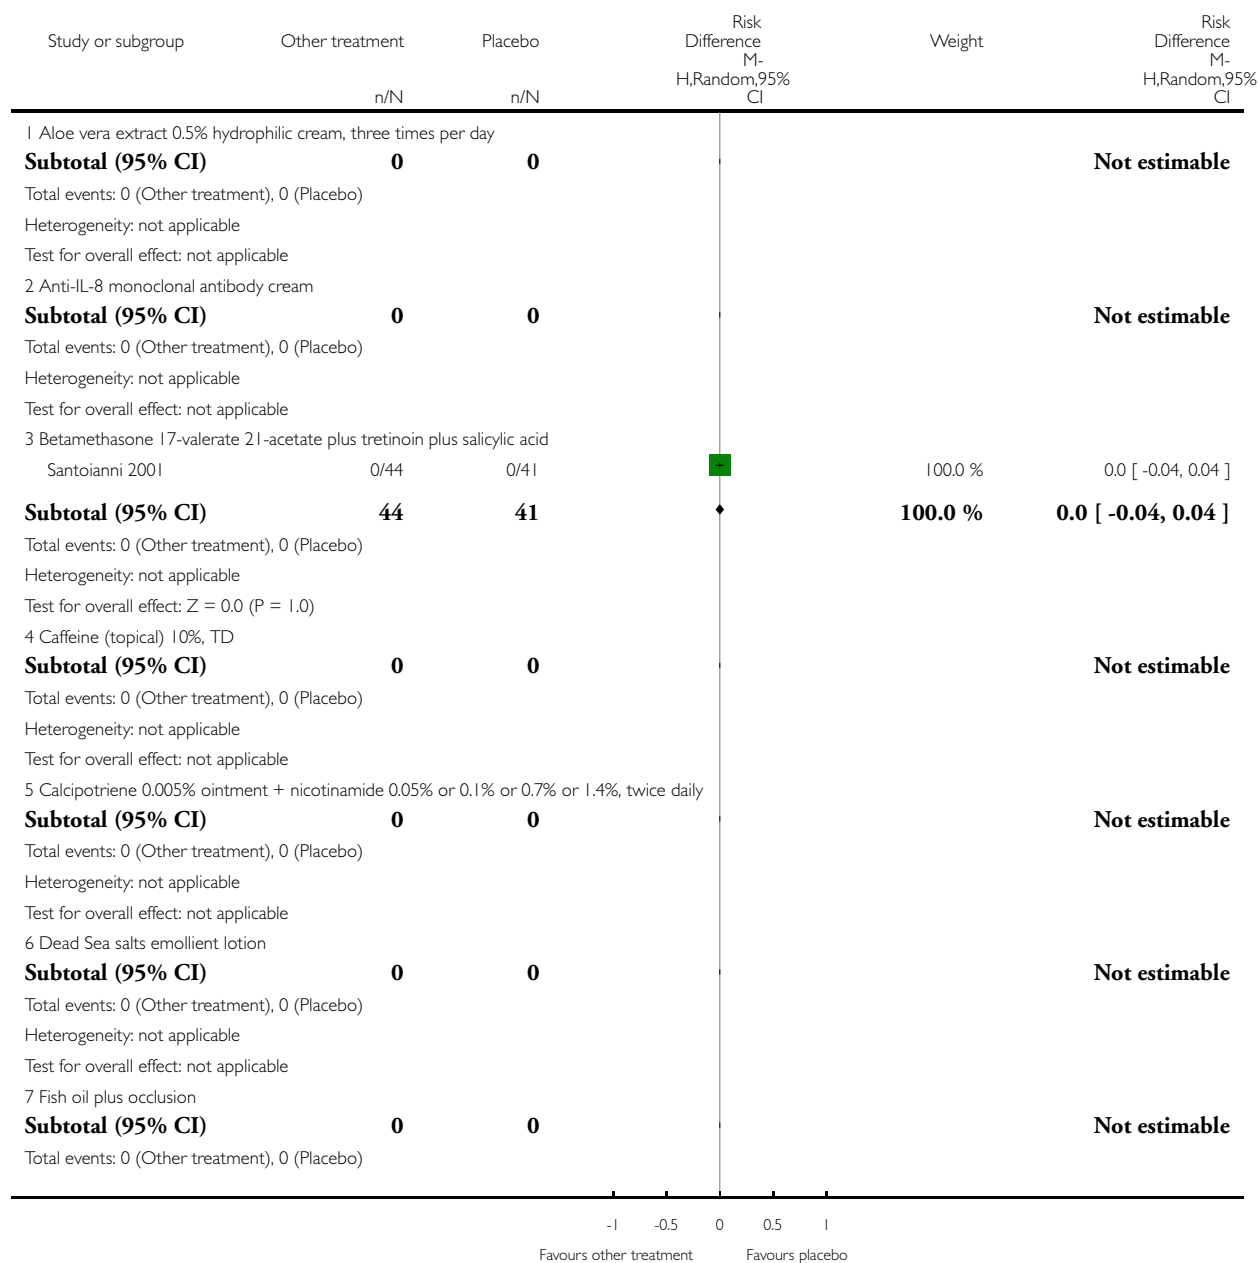 Study or subgroup Other treatment Placebo Risk Difference Weight Risk Difference
M-H,Random,95% CI M-H,Random,95% CI
n/N n/N
1 Aloe vera extract 0.5% hydrophilic cream, three times per day
Subtotal (95% CI) 0 0 Not estimable
Total events: 0 (Other treatment), 0 (Placebo)
Heterogeneity: not applicable
Test for overall effect: not applicable
2 Anti-IL-8 monoclonal antibody cream
Subtotal (95% CI) 0 0 Not estimable
Total events: 0 (Other treatment), 0 (Placebo)
Heterogeneity: not applicable
Test for overall effect: not applicable
3 Betamethasone 17-valerate 21-acetate plus tretinoin plus salicylic acid
Santoianni 2001 0/44 0/41 100.0 % 0.0 [ -0.04, 0.04 ]
Subtotal (95% CI) 44 41 100.0 % 0.0 [ -0.04, 0.04 ]
Total events: 0 (Other treatment), 0 (Placebo)
Heterogeneity: not applicable
Test for overall effect: Z = 0.0 (P = 1.0)
4 Caffeine (topical) 10%, TD
Subtotal (95% CI) 0 0 Not estimable
Total events: 0 (Other treatment), 0 (Placebo)
Heterogeneity: not applicable
Test for overall effect: not applicable
5 Calcipotriene 0.005% ointment + nicotinamide 0.05% or 0.1% or 0.7% or 1.4%, twice daily
Subtotal (95% CI) 0 0 Not estimable
Total events: 0 (Other treatment), 0 (Placebo)
Heterogeneity: not applicable
Test for overall effect: not applicable
6 Dead Sea salts emollient lotion
Subtotal (95% CI) 0 0 Not estimable
Total events: 0 (Other treatment), 0 (Placebo)
Heterogeneity: not applicable
Test for overall effect: not applicable
7 Fish oil plus occlusion
Subtotal (95% CI) 0 0 Not estimable
Total events: 0 (Other treatment), 0 (Placebo)
-1 -0.5 0 0.5 1
Favours other treatment Favours placebo